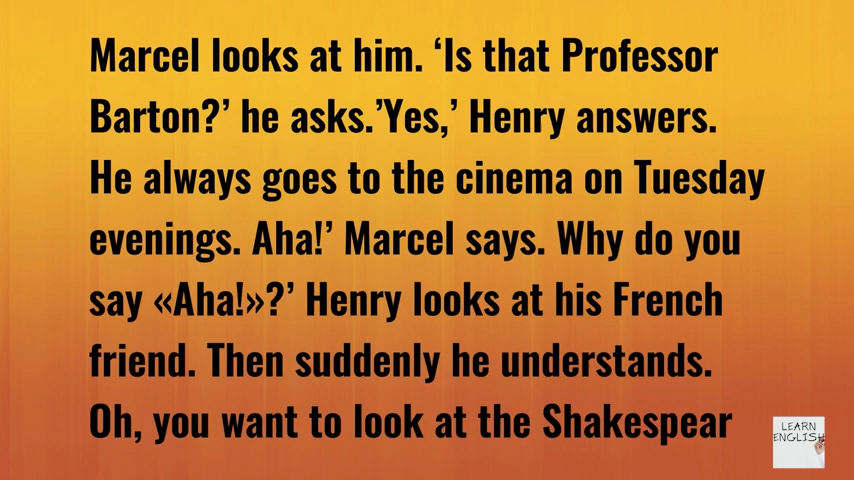 Marcel looks at him. ‘Is that Professor
Barton?’ he asks.’Yes,’ Henry answers.
He always goes to the cinema on Tuesday
evenings. Aha!’ Marcel says. Why do you
say «Aha!»?’ Henry looks at his French
friend. Then suddenly he understands.
Oh, you want to look at the Shakespear
LEARN
ENGLISH